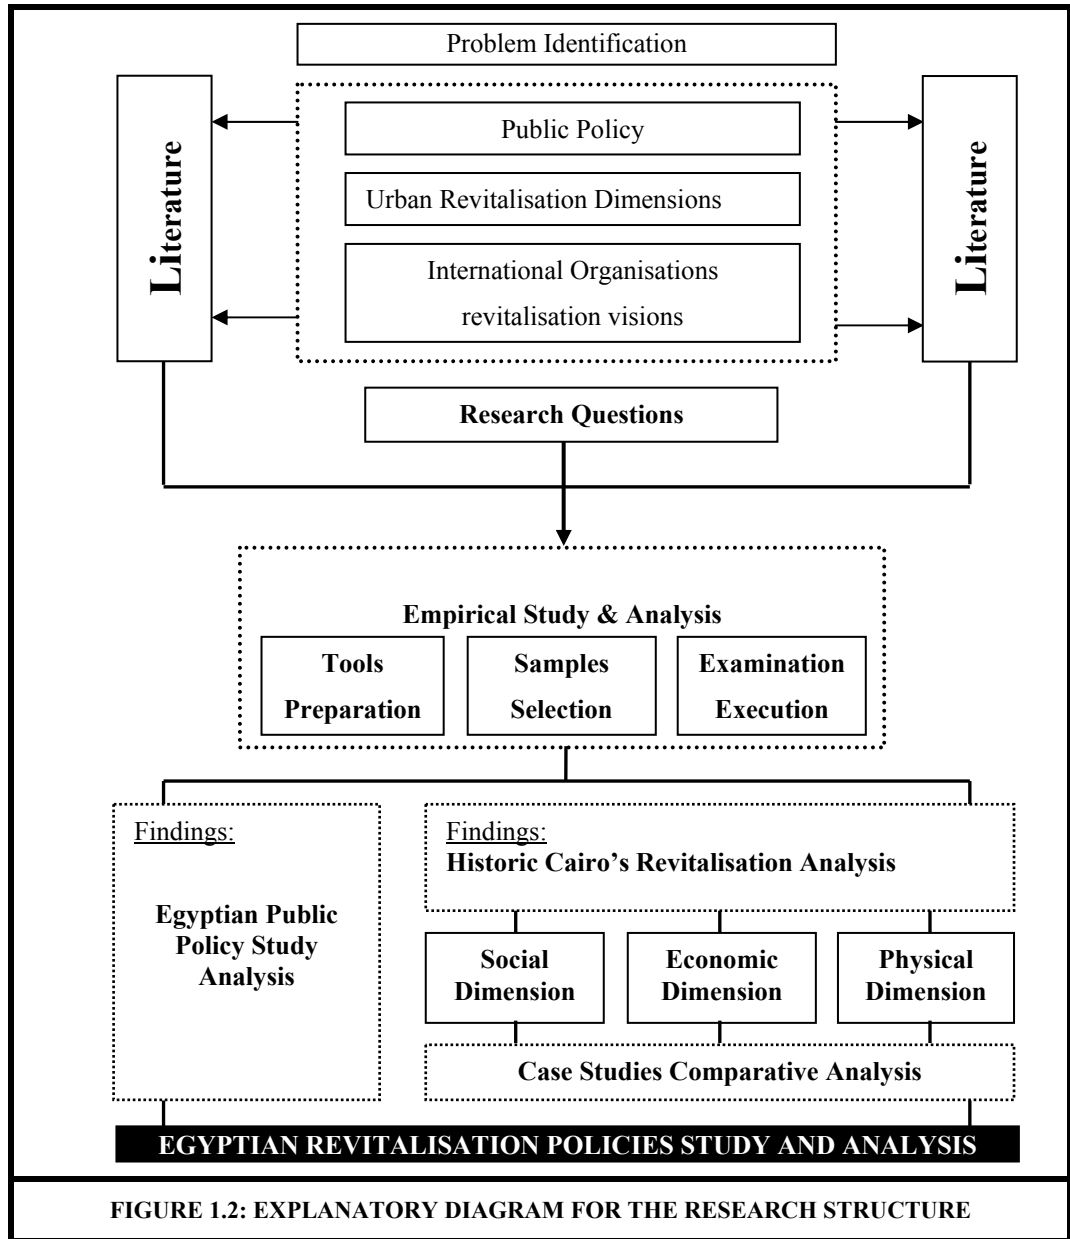 Problem Identification
Literature
Public Policy
Urban Revitalisation Dimensions
International Organisations
revitalisation visions
Literature
Research Questions
Empirical Study & Analysis
Tools
Preparation
Samples
Selection
Examination
Execution
Findings:
Egyptian Public
Policy Study
Analysis
Findings:
Historic Cairo’s Revitalisation Analysis
Social
Dimension
Economic
Dimension
Physical
Dimension
Case Studies Comparative Analysis
EGYPTIAN REVITALISATION POLICIES STUDY AND ANALYSIS
FIGURE 1.2: EXPLANATORY DIAGRAM FOR THE RESEARCH STRUCTURE